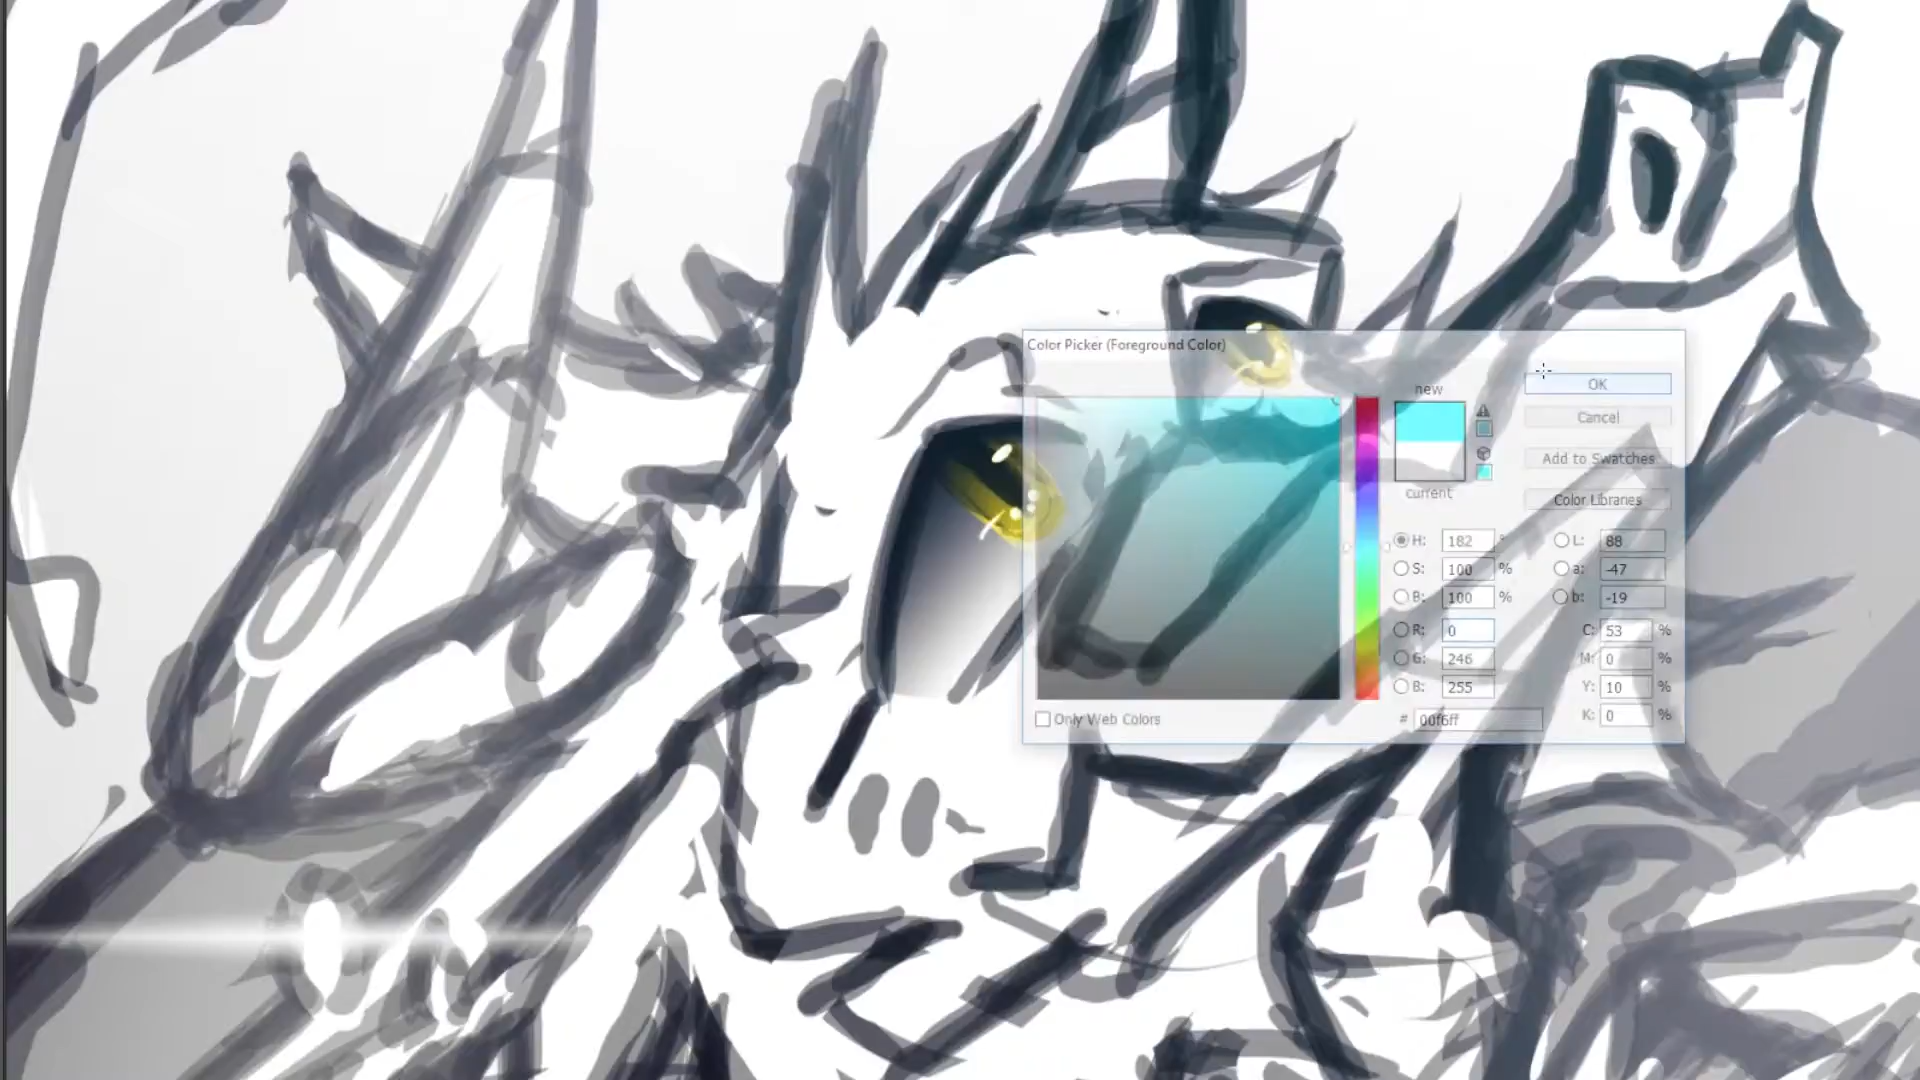 Color Picker (Foreground Color)
new
current
OK
Cancel
Add to Swatches
Color Libraries
H: 182 °
S: 100 %
B: 100 %
R: 0
G: 246
B: 255
# 00f6ff
L: 88
a: -47
b: -19
C: 53 %
M: 0 %
Y: 10 %
K: 0 %
Only Web Colors